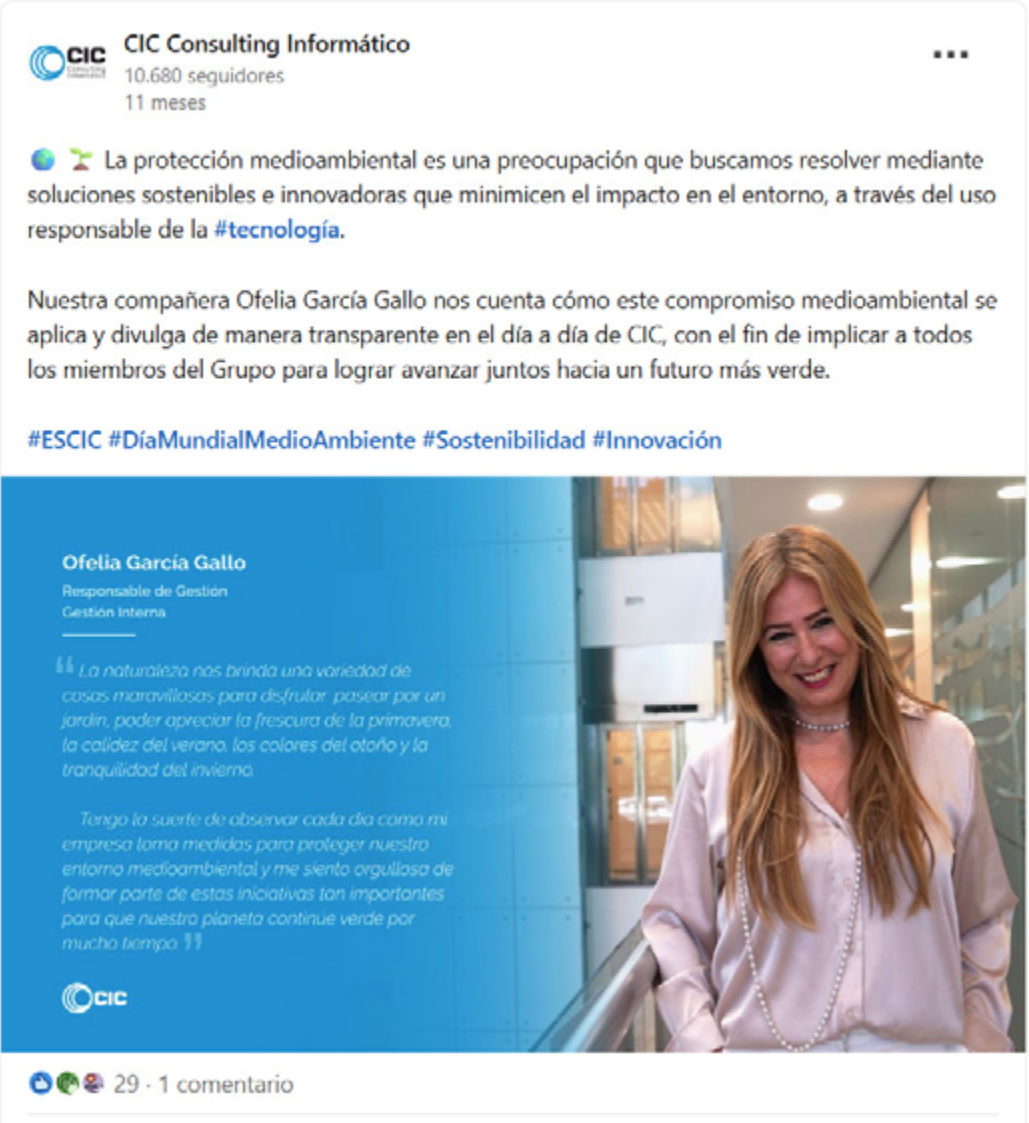 CIC
Consulting
Informático
CIC Consulting Informático
10.680 seguidores
11 meses
La protección medioambiental es una preocupación que buscamos resolver mediante
soluciones sostenibles e innovadoras que minimicen el impacto en el entorno, a través del uso
responsable de la #tecnología.
Nuestra compañera Ofelia García Gallo nos cuenta cómo este compromiso medioambiental se
aplica y divulga de manera transparente en el día a día de CIC, con el fin de implicar a todos
los miembros del Grupo para lograr avanzar juntos hacia un futuro más verde.
#ESCIC #DíaMundialMedioAmbiente #Sostenibilidad #Innovación
Ofelia García Gallo
Responsable de Gestión
Gestión Interna
“ La naturaleza nos brinda una variedad de
cosas maravillosas para disfrutar: pasear por un
jardín, poder apreciar la frescura de la primavera,
la calidez del verano, los colores del otoño y la
tranquilidad del invierno.
Tengo la suerte de observar cada día como mi
empresa toma medidas para proteger nuestro
entorno medioambiental y me siento orgullosa de
formar parte de estas iniciativas tan importantes
para que nuestro planeta continúe verde por
mucho tiempo. ”
CIC
29 · 1 comentario